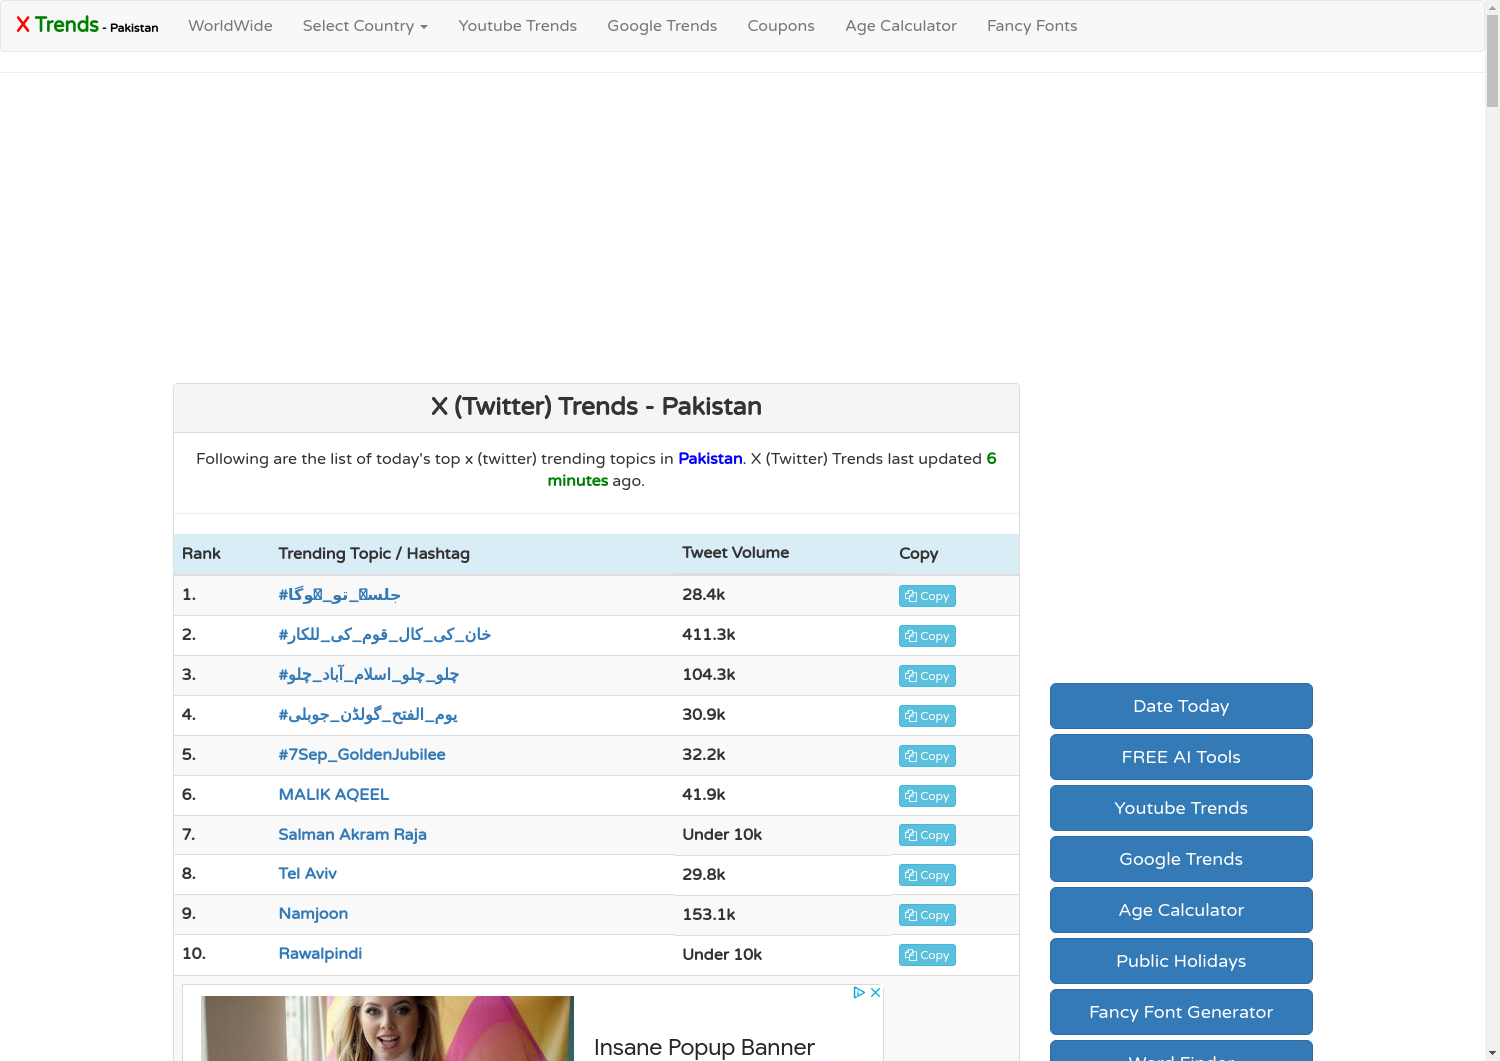 X Trends - Pakistan WorldWide Select Country Youtube Trends Google Trends Coupons Age Calculator Fancy Fonts
X (Twitter) Trends - Pakistan
Following are the list of today's top x (twitter) trending topics in Pakistan. X (Twitter) Trends last updated 6
minutes ago.
Rank Trending Topic / Hashtag Tweet Volume Copy
1. 28.4k Copy
2. #خان_کی_کال_قوم_کی_للکار 411.3k Copy
3. #چلو_چلو_اسلام_آباد_چلو 104.3k Copy
4. #یوم_الفتح_گولڈن_جوبلی 30.9k Copy
5. #7Sep_GoldenJubilee 32.2k Copy
6. MALIK AQEEL 41.9k Copy
7. Salman Akram Raja Under 10k Copy
8. Tel Aviv 29.8k Copy
9. Namjoon 153.1k Copy
10. Rawalpindi Under 10k Copy
Insane Popup Banner
Date Today
FREE AI Tools
Youtube Trends
Google Trends
Age Calculator
Public Holidays
Fancy Font Generator
Word Finder